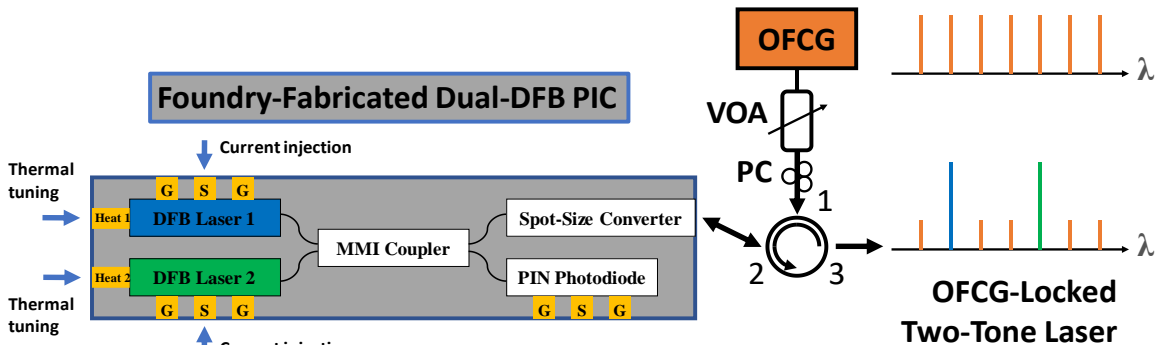 OFCG
λ
Foundry-Fabricated Dual-DFB PIC
VOA
Current injection
Thermal
tuning
PC
G S G
1
Heat 1
DFB Laser 1
Spot-Size Converter
MMI Coupler
2
3
λ
Heat 2
DFB Laser 2
PIN Photodiode
G S G
G S G
Thermal
tuning
OFCG-Locked
Two-Tone Laser